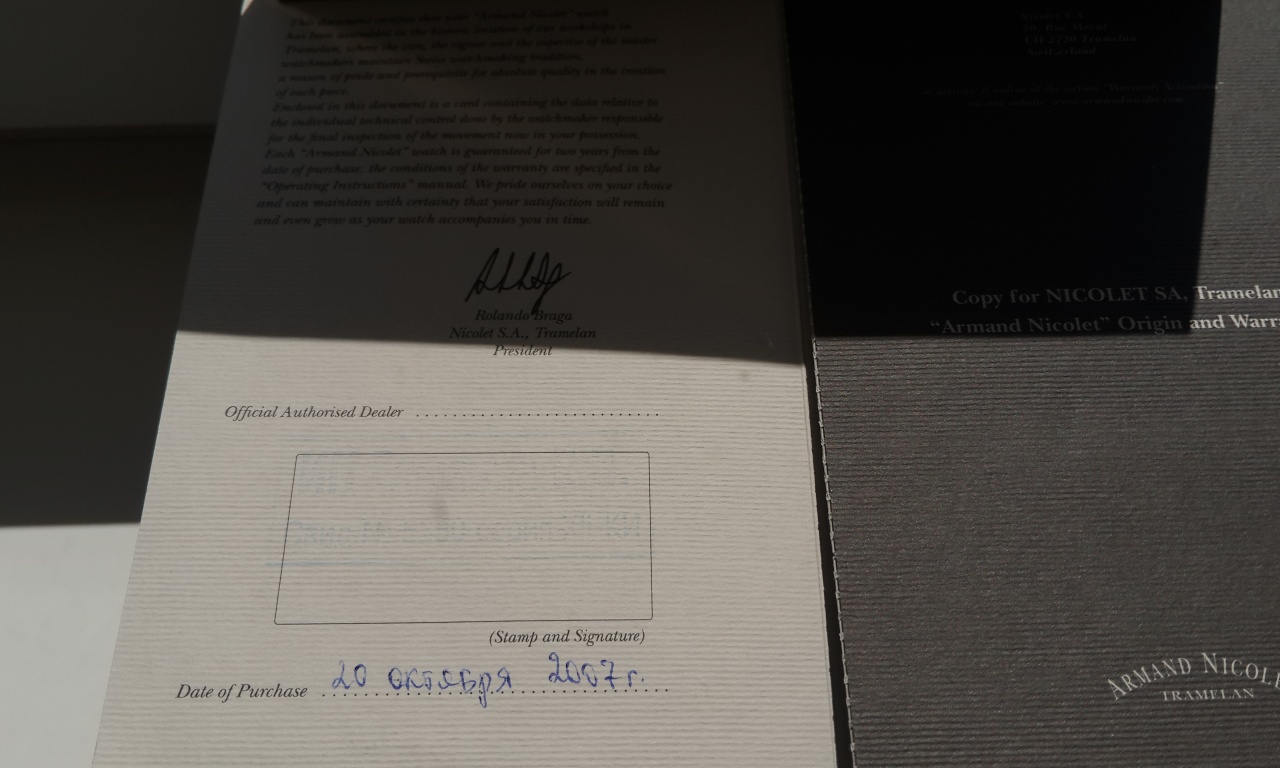 This document certifies that your "Armand Nicolet" watch
has been assembled in the historic location of our workshops in
Tramelan, where the care, the rigour and the expertise of the master
watchmakers maintain Swiss watchmaking tradition,
a reason of pride and prerequisite for absolute quality in the creation
of each piece.
Enclosed in this document is a card containing the data relative to
the individual technical control done by the watchmaker responsible
for the final inspection of the movement now in your possession.
Each "Armand Nicolet" watch is guaranteed for two years from the
date of purchase: the conditions of the warranty are specified in the
"Operating Instructions" manual. We pride ourselves on your choice
and can maintain with certainty that your satisfaction will remain
and even grow as your watch accompanies you in time.
Rolando Braga
Nicolet S.A., Tramelan
President
Official Authorised Dealer
(Stamp and Signature)
Date of Purchase 20 октября 2007г.
Nicolet S.A.
CH-2720 Tramelan
Switzerland
Copy for NICOLET SA, Tramelan
"Armand Nicolet" Origin and Warr
ARMAND NICOL
TRAMELAN